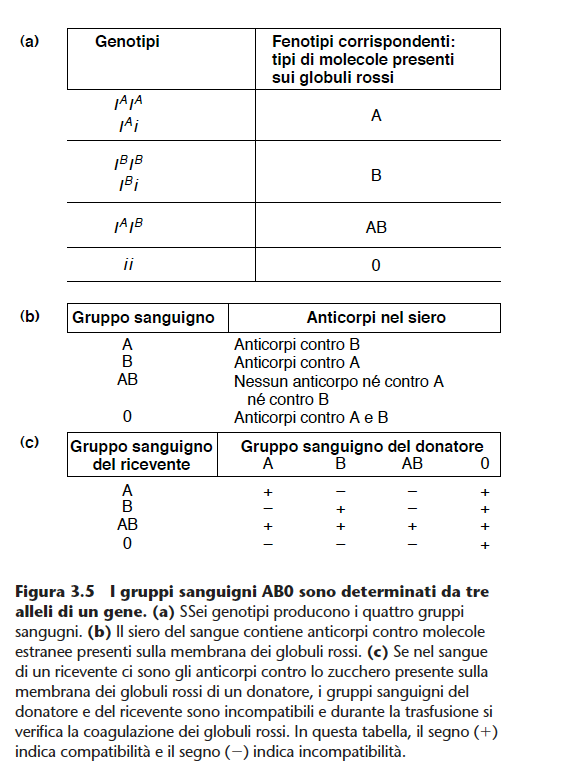 (a) Genotipi Fenotipi corrispondenti:
tipi di molecole presenti
sui globuli rossi
IᴬIᴬ
Iᴬi
A
IᴮIᴮ
Iᴮi
B
IᴬIᴮ AB
ii 0
(b) Gruppo sanguigno Anticorpi nel siero
A Anticorpi contro B
B Anticorpi contro A
AB Nessun anticorpo né contro A
né contro B
0 Anticorpi contro A e B
(c) Gruppo sanguigno Gruppo sanguigno del donatore
del ricevente A B AB 0
A + − − +
B − + − +
AB + + + +
0 − − − +
Figura 3.5 I gruppi sanguigni AB0 sono determinati da tre
alleli di un gene. (a) SSei genotipi producono i quattro gruppi
sangugni. (b) Il siero del sangue contiene anticorpi contro molecole
estranee presenti sulla membrana dei globuli rossi. (c) Se nel sangue
di un ricevente ci sono gli anticorpi contro lo zucchero presente sulla
membrana dei globuli rossi di un donatore, i gruppi sanguigni del
donatore e del ricevente sono incompatibili e durante la trasfusione si
verifica la coagulazione dei globuli rossi. In questa tabella, il segno (+)
indica compatibilità e il segno (−) indica incompatibilità.